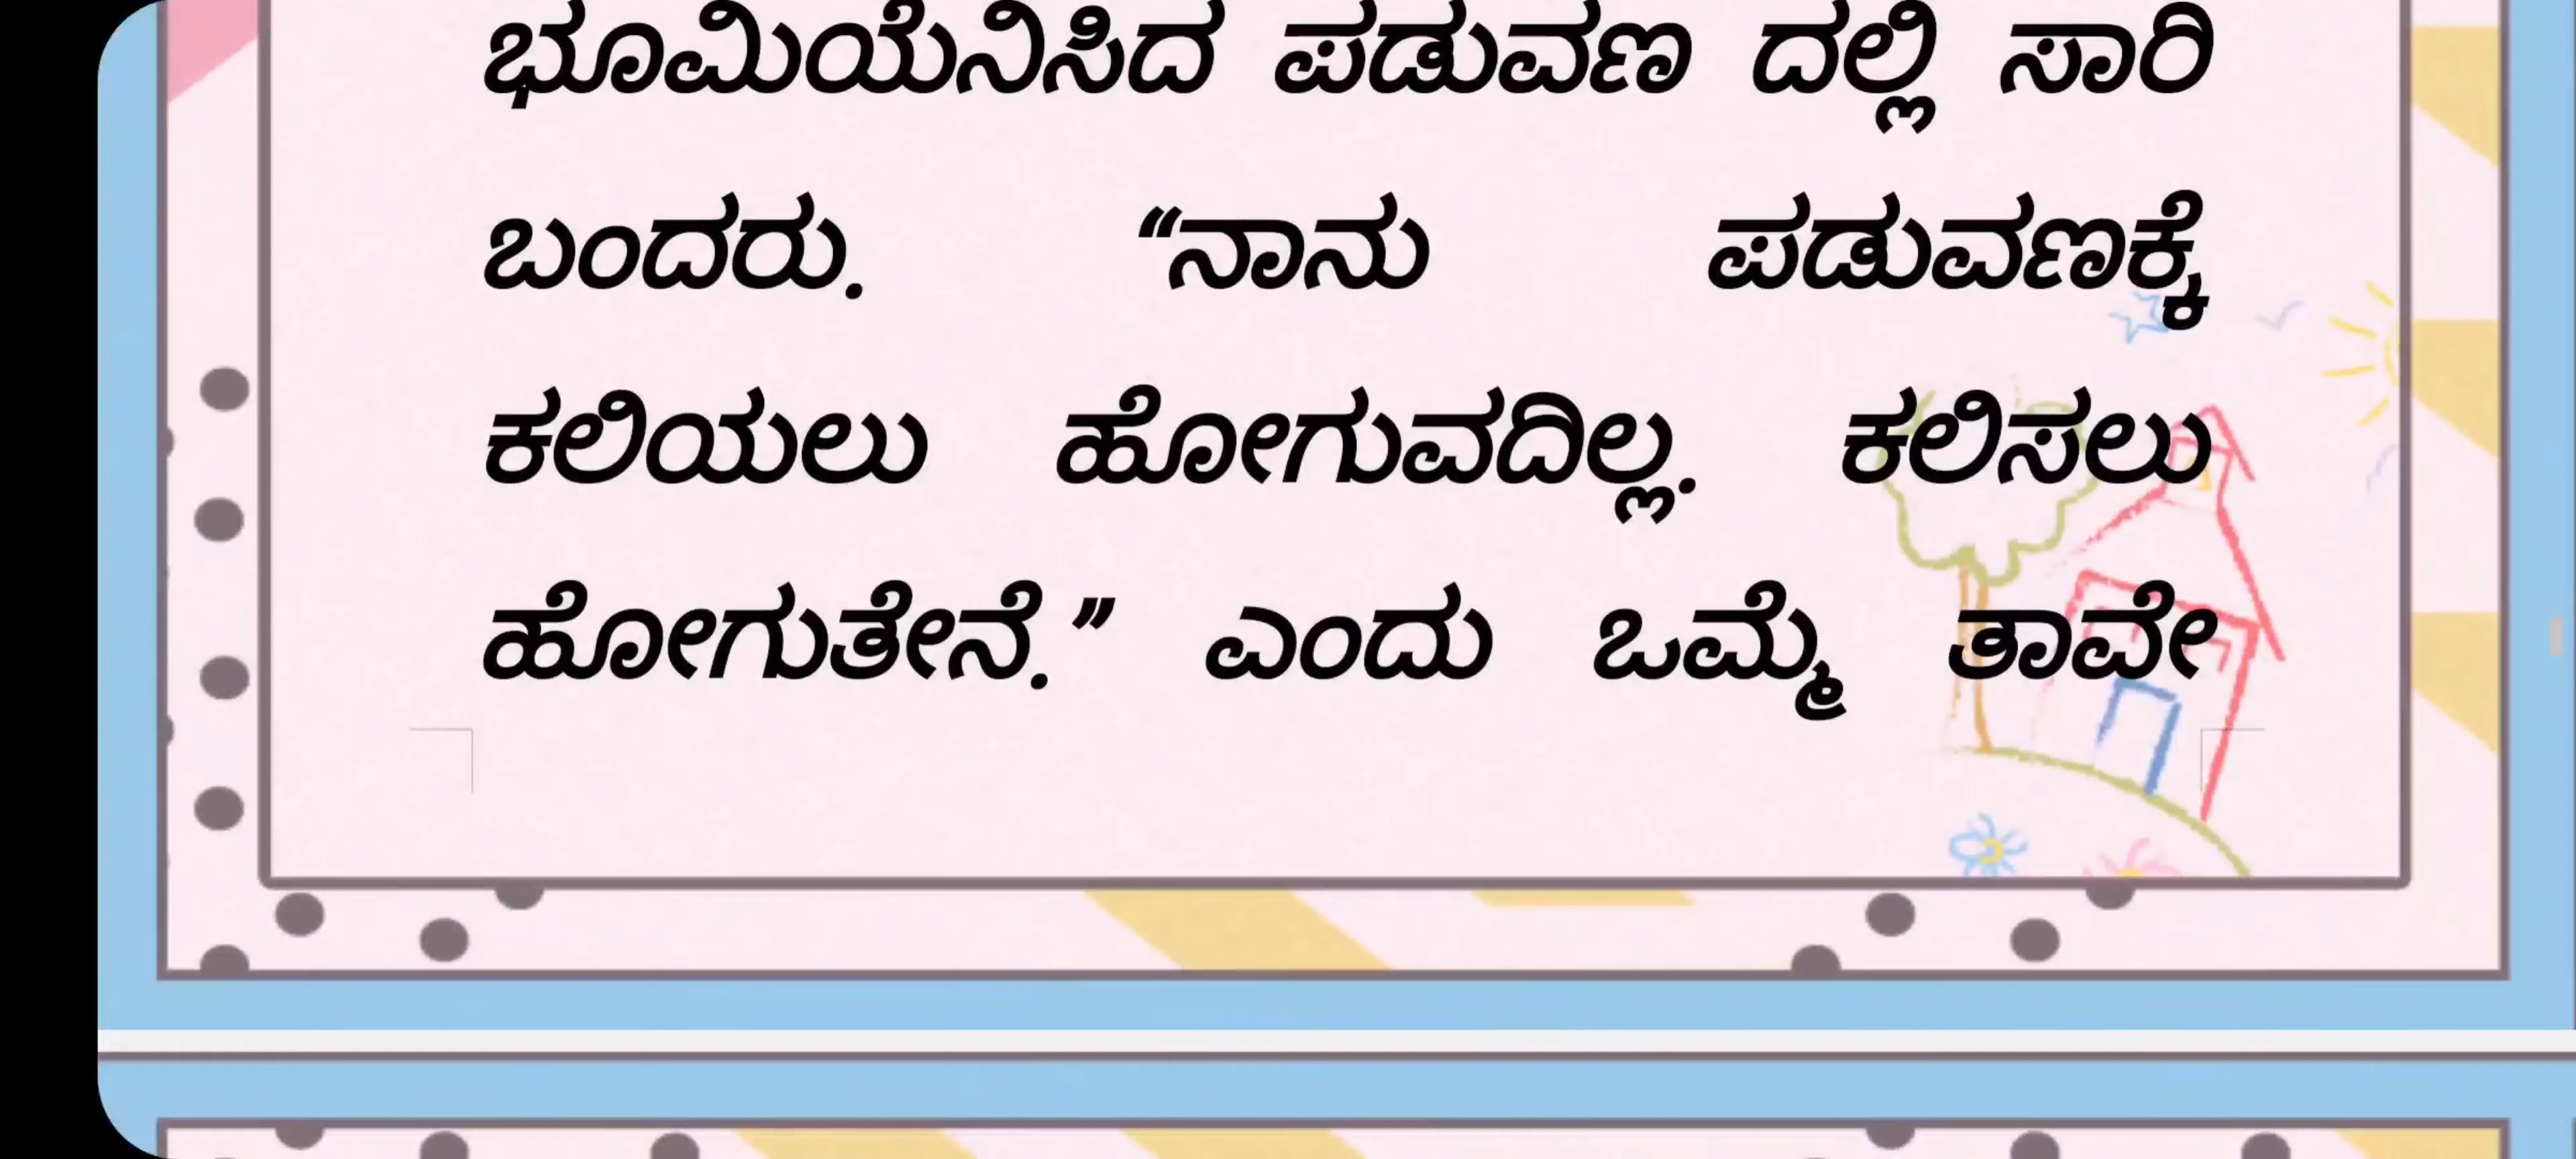 ಭೂಮಿಯೆನಿಸಿದ ಪಡುವಣ ದಲ್ಲಿ ಸಾರಿ
ಬಂದರು. “ನಾನು ಪಡುವಣಕ್ಕೆ
ಕಲಿಯಲು ಹೋಗುವದಿಲ್ಲ. ಕಲಿಸಲು
ಹೋಗುತೇನೆ.” ಎಂದು ಒಮ್ಮೆ ತಾವೇ